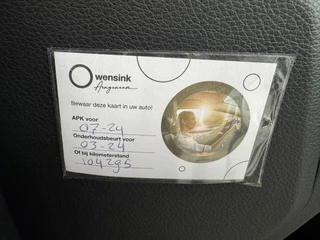 wensink
Aangenaam
Bewaar deze kaart in uw auto!
APK voor
07-24
Onderhoudsbeurt voor
03-24
Of bij kilometerstand
104295